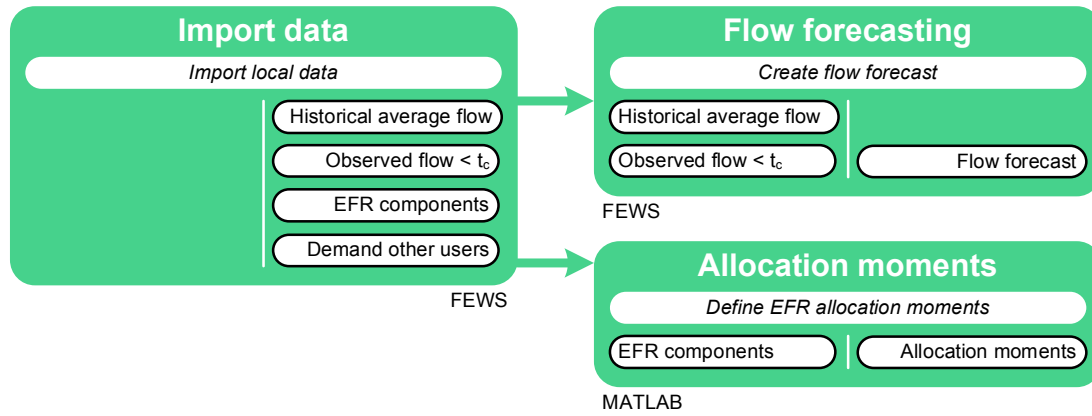 Import data
Import local data
Historical average flow
Observed flow < tc
EFR components
Demand other users
FEWS
Flow forecasting
Create flow forecast
Historical average flow
Observed flow < tc
Flow forecast
FEWS
Allocation moments
Define EFR allocation moments
EFR components
Allocation moments
MATLAB